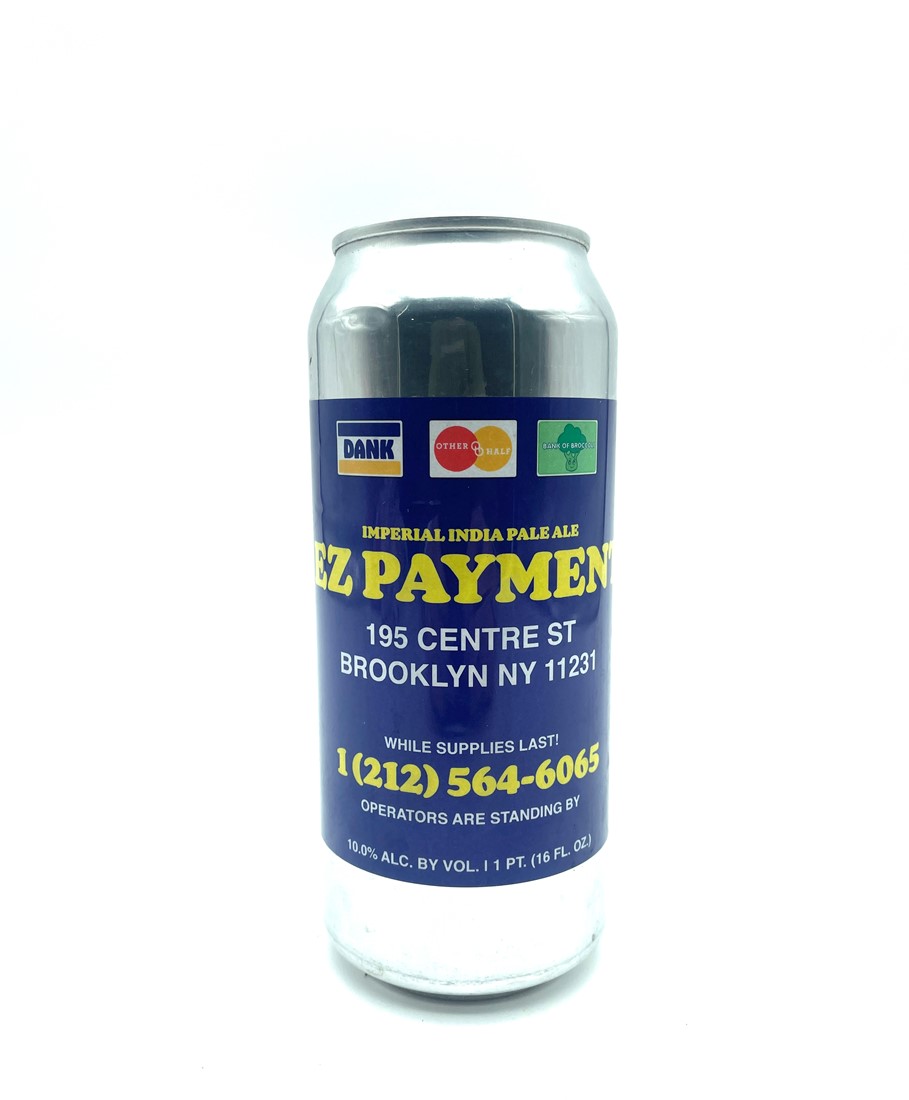 DANK
OTHER HALF
BANK OF
IMPERIAL INDIA PALE ALE
EZ PAYMENT
195 CENTRE ST
BROOKLYN NY 11231
WHILE SUPPLIES LAST!
1 (212) 564-6065
OPERATORS ARE STANDING BY
10.0% ALC. BY VOL. | 1 PT. (16 FL. OZ.)